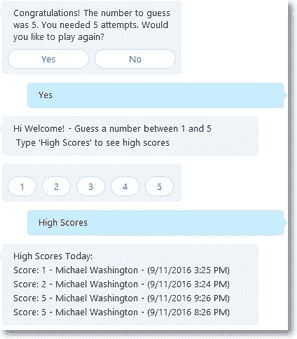 Congratulations! The number to guess
was 5. You needed 5 attempts. Would
you like to play again?
Yes No
Yes
Hi Welcome! - Guess a number between 1 and 5
Type 'High Scores' to see high scores
1 2 3 4 5
High Scores
High Scores Today:
Score: 1 - Michael Washington - (9/11/2016 3:25 PM)
Score: 2 - Michael Washington - (9/11/2016 3:24 PM)
Score: 5 - Michael Washington - (9/11/2016 9:26 PM)
Score: 5 - Michael Washington - (9/11/2016 8:26 PM)